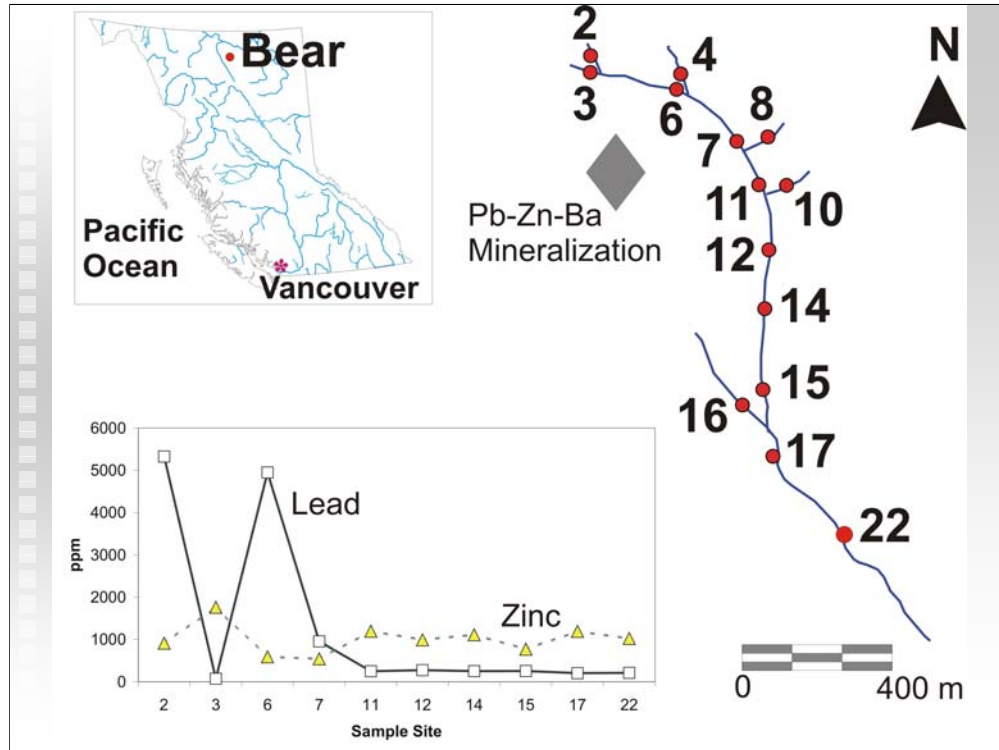 Bear
Pacific
Ocean
Vancouver
N
2
3
4
6
8
7
11
10
12
14
15
16
17
22
Pb-Zn-Ba
Mineralization
0 400 m
6000
5000
4000
3000
2000
1000
0
ppm
Lead
Zinc
2 3 6 7 11 12 14 15 17 22
Sample Site